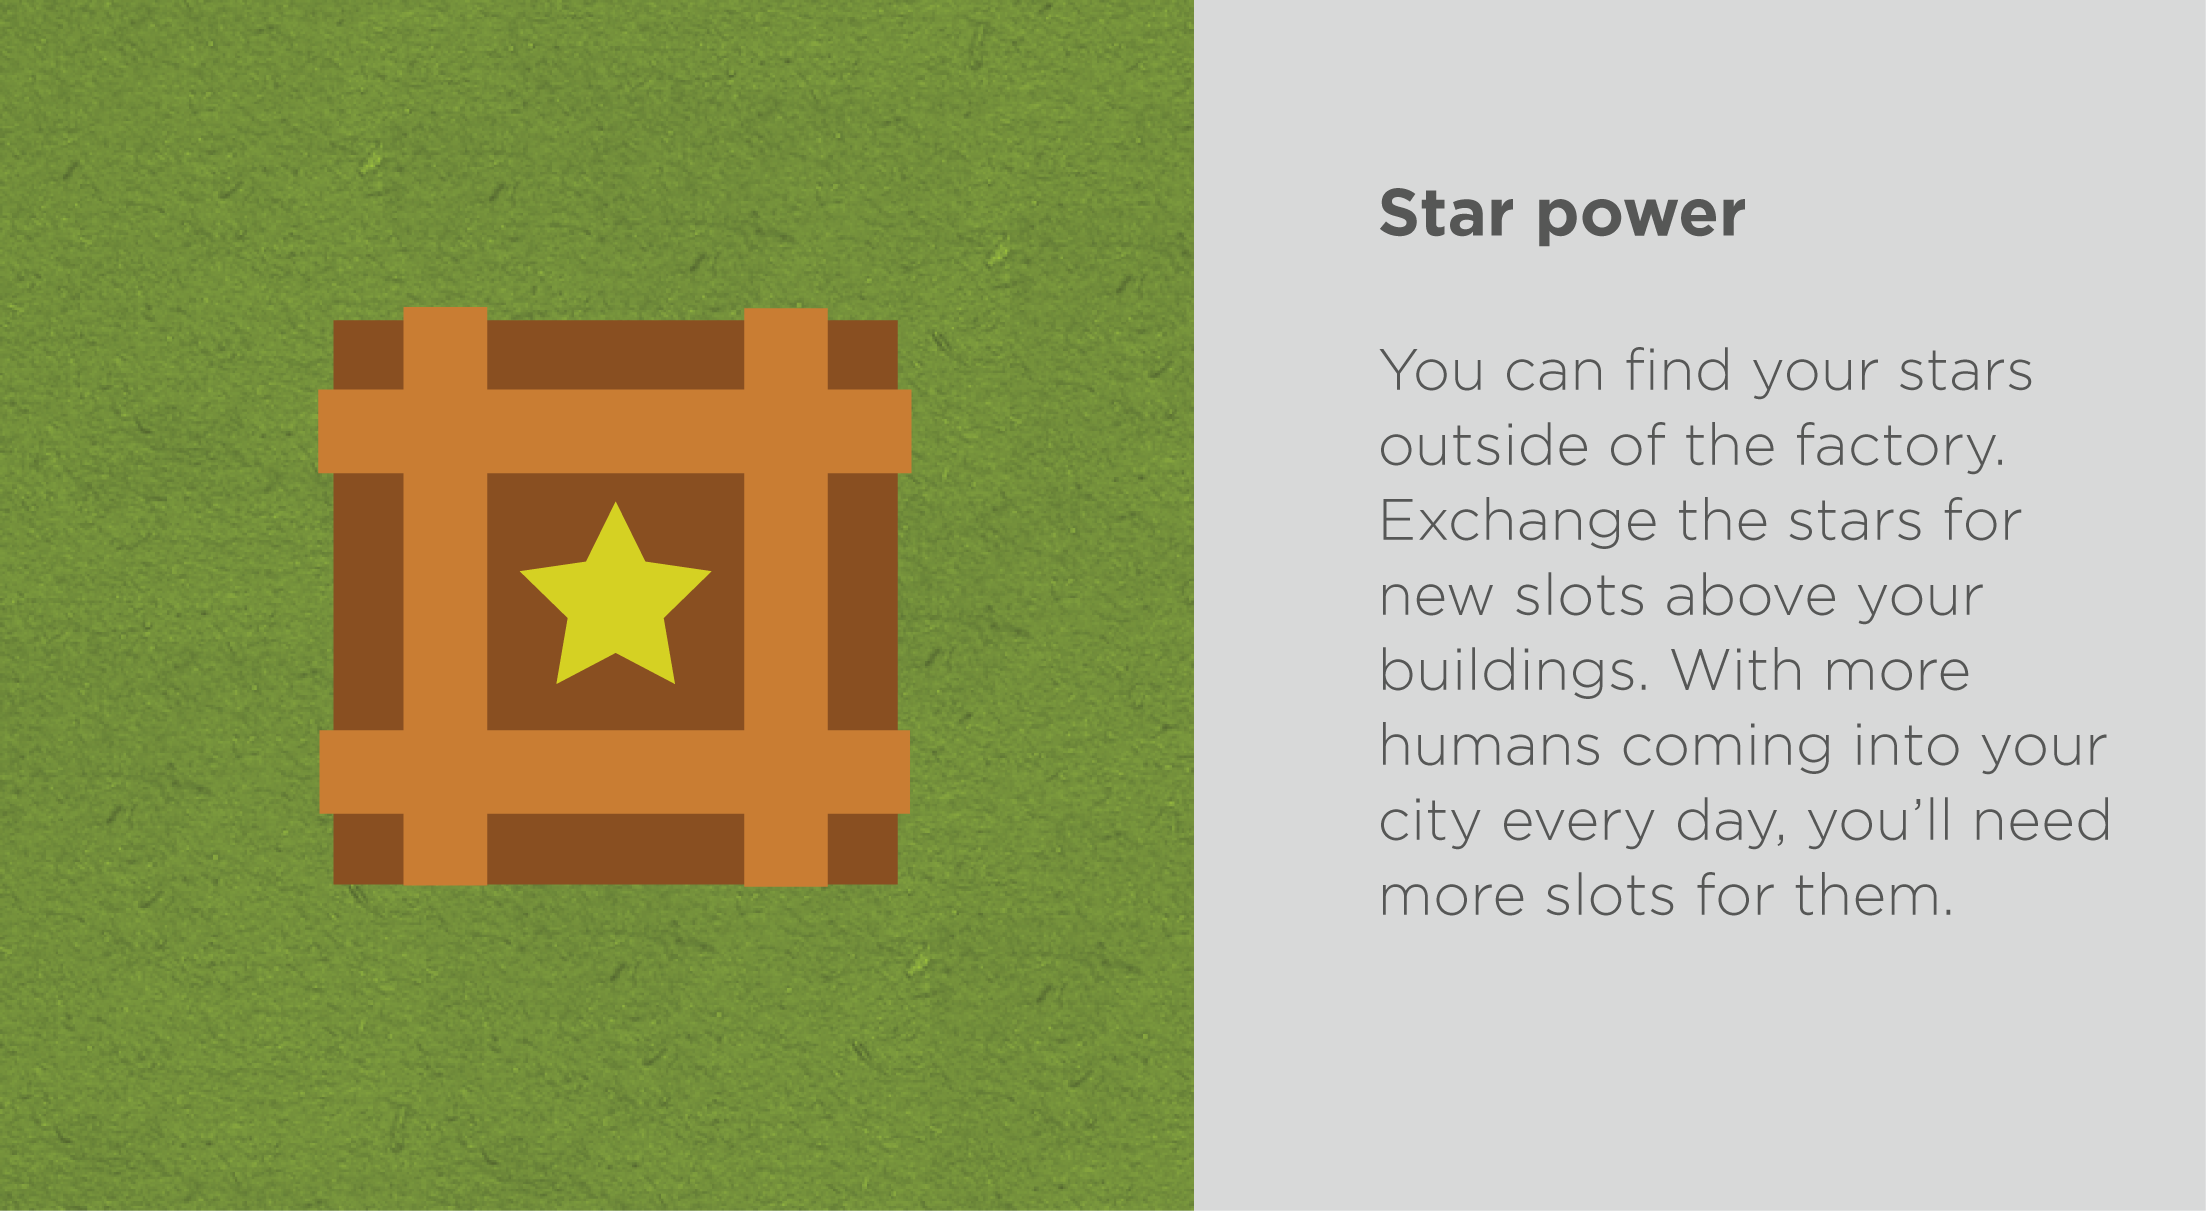 Star power
You can find your stars
outside of the factory.
Exchange the stars for
new slots above your
buildings. With more
humans coming into your
city every day, you’ll need
more slots for them.